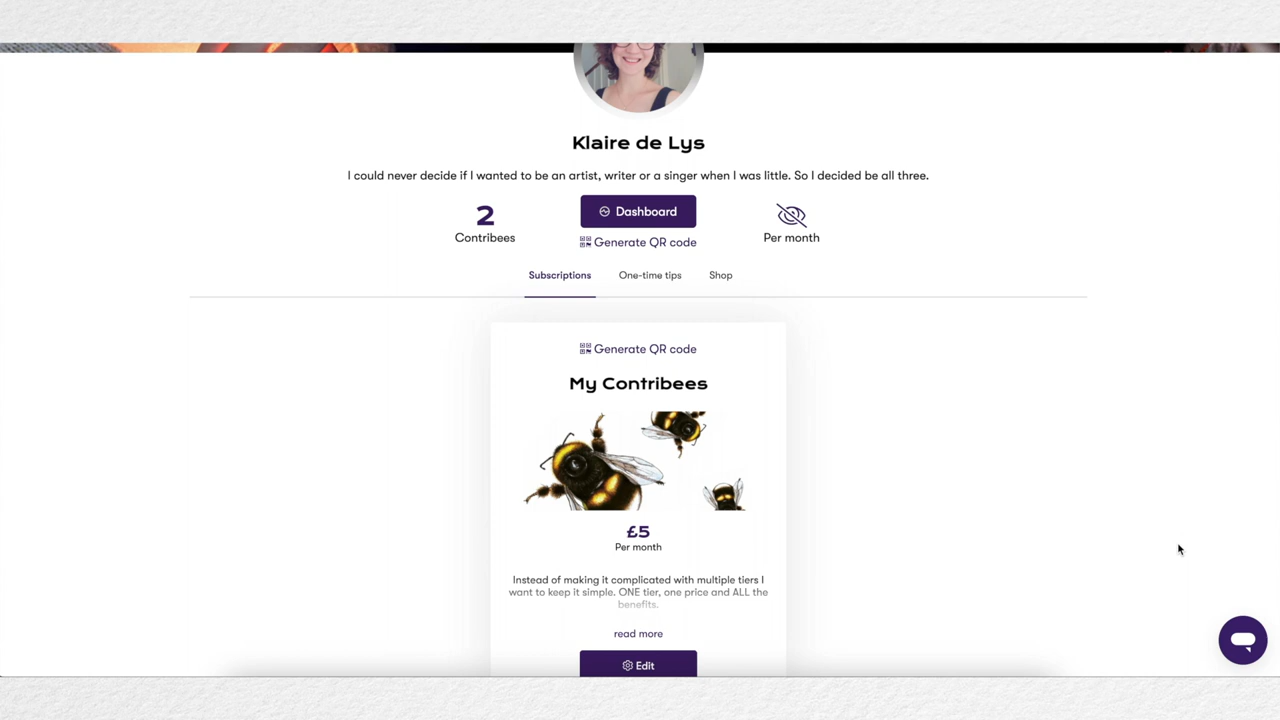 Klaire de Lys
I could never decide if I wanted to be an artist, writer or a singer when I was little. So I decided be all three.
2
Contribees
Dashboard
Generate QR code
Per month
Subscriptions
One-time tips
Shop
Generate QR code
My Contribees
£5
Per month
Instead of making it complicated with multiple tiers I
want to keep it simple. ONE tier, one price and ALL the
benefits.
read more
Edit